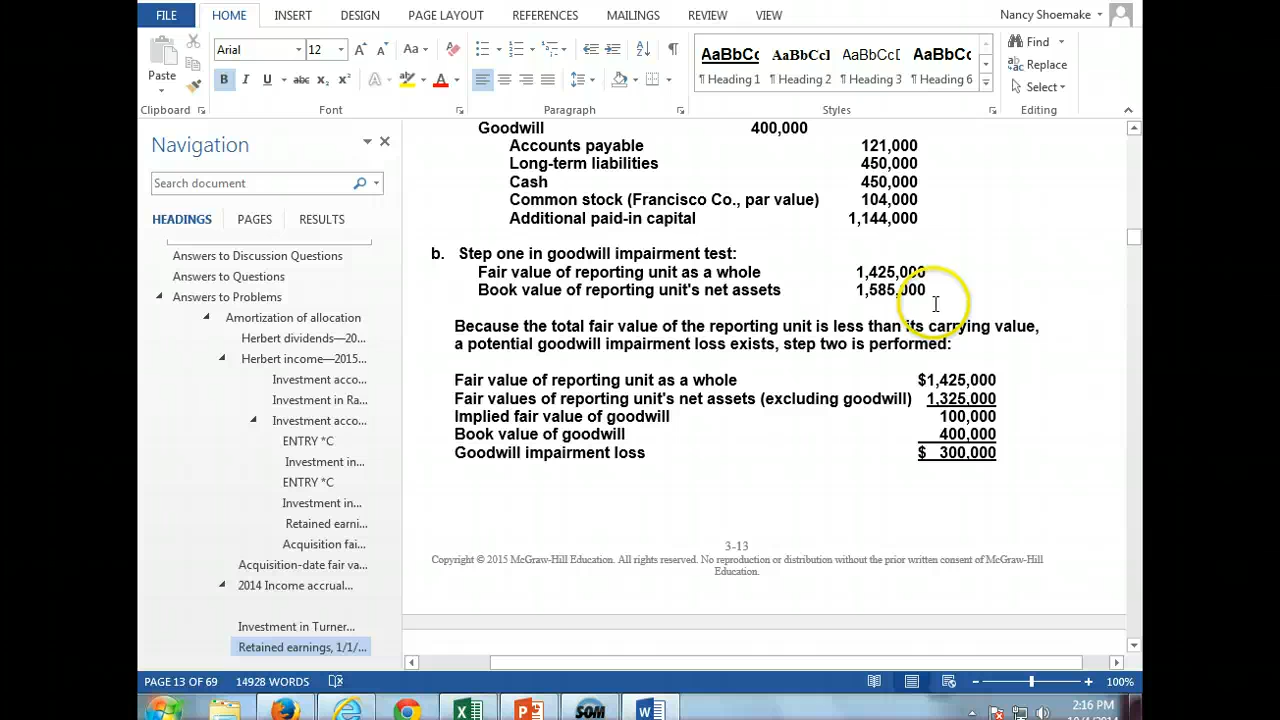 FILE HOME INSERT DESIGN PAGE LAYOUT REFERENCES MAILINGS REVIEW VIEW Nancy Shoemake
Paste
Clipboard
Arial 12
Aa
B I U abc x₂ x² A A
Font
Paragraph
AaBbCc AaBbCcI AaBbCcD AaBbCc
¶ Heading 1 ¶ Heading 2 ¶ Heading 3 ¶ Heading 6
Styles
Find
Replace
Select
Editing
Navigation
Search document
HEADINGS PAGES RESULTS
Answers to Discussion Questions
Answers to Questions
Answers to Problems
Amortization of allocation
Herbert dividends—20...
Herbert income—2015...
Investment acco...
Investment in Ra...
Investment acco...
ENTRY *C
Investment in...
ENTRY *C
Investment in...
Retained earni...
Acquisition fai...
Acquisition-date fair va...
2014 Income accrual...
Investment in Turner...
Retained earnings, 1/1/...
Goodwill 400,000
Accounts payable 121,000
Long-term liabilities 450,000
Cash 450,000
Common stock (Francisco Co., par value) 104,000
Additional paid-in capital 1,144,000
b. Step one in goodwill impairment test:
Fair value of reporting unit as a whole 1,425,000
Book value of reporting unit's net assets 1,585,000
Because the total fair value of the reporting unit is less than its carrying value,
a potential goodwill impairment loss exists, step two is performed:
Fair value of reporting unit as a whole $1,425,000
Fair values of reporting unit's net assets (excluding goodwill) 1,325,000
Implied fair value of goodwill 100,000
Book value of goodwill 400,000
Goodwill impairment loss $ 300,000
3-13
Copyright © 2015 McGraw-Hill Education. All rights reserved. No reproduction or distribution without the prior written consent of McGraw-Hill
Education.
PAGE 13 OF 69 14928 WORDS 100%
SOM
2:16 PM